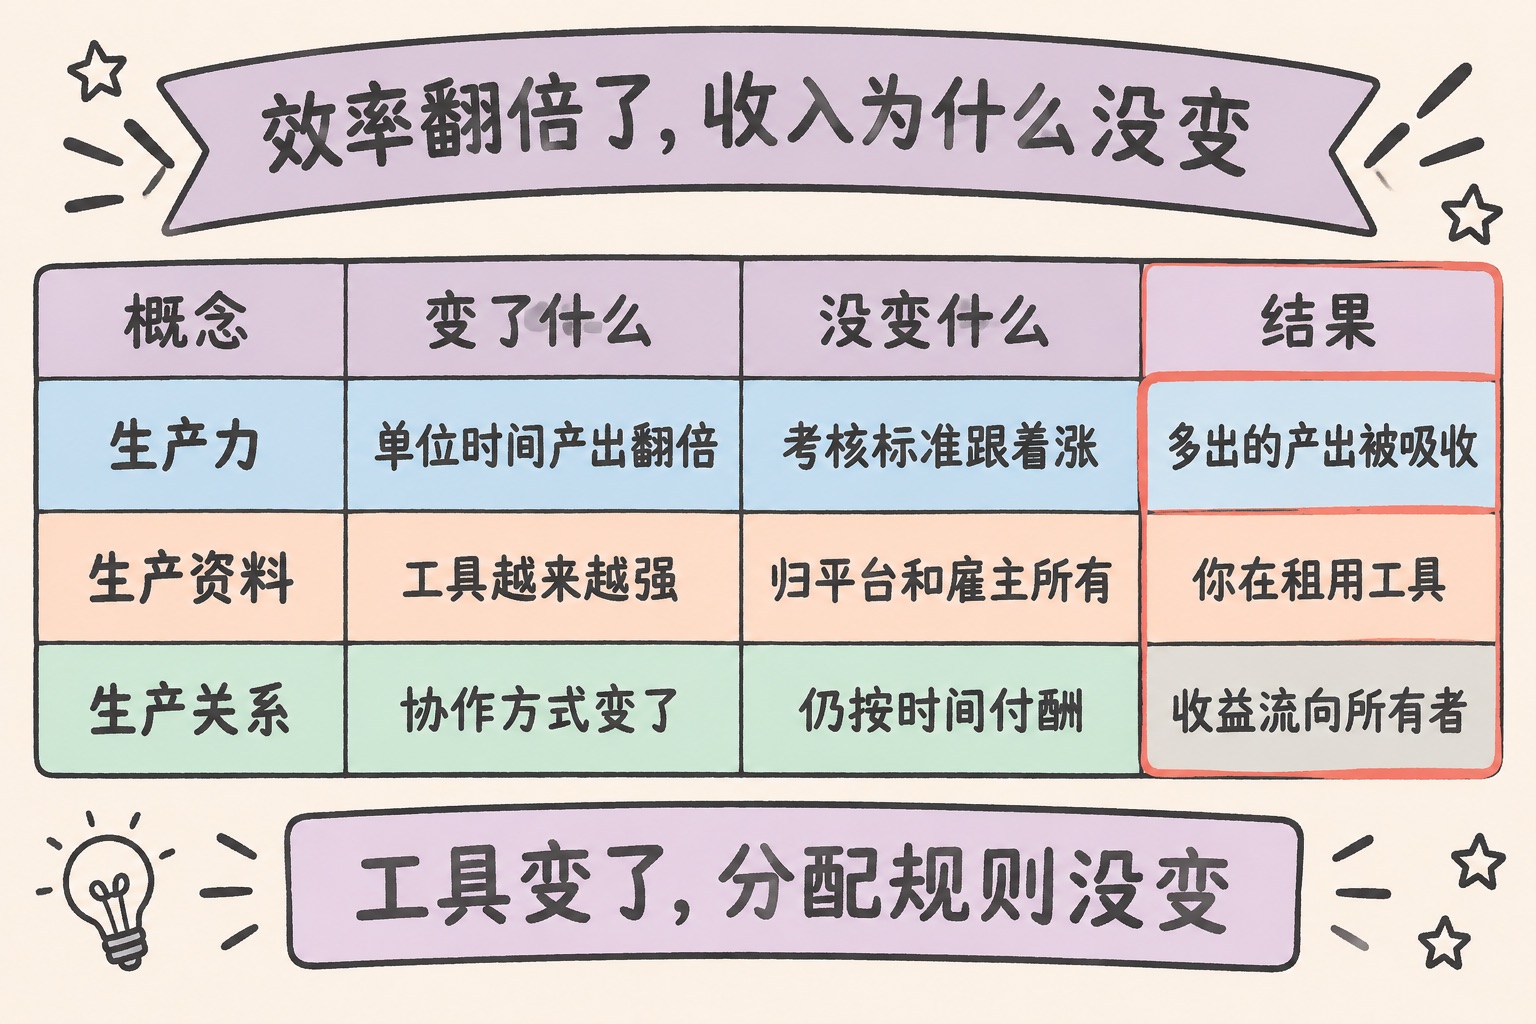 效率翻倍了,收入为什么没变
概念 变了什么 没变什么 结果
生产力 单位时间产出翻倍 考核标准跟着涨 多出的产出被吸收
生产资料 工具越来越强 归平台和雇主所有 你在租用工具
生产关系 协作方式变了 仍按时间付酬 收益流向所有者
工具变了,分配规则没变